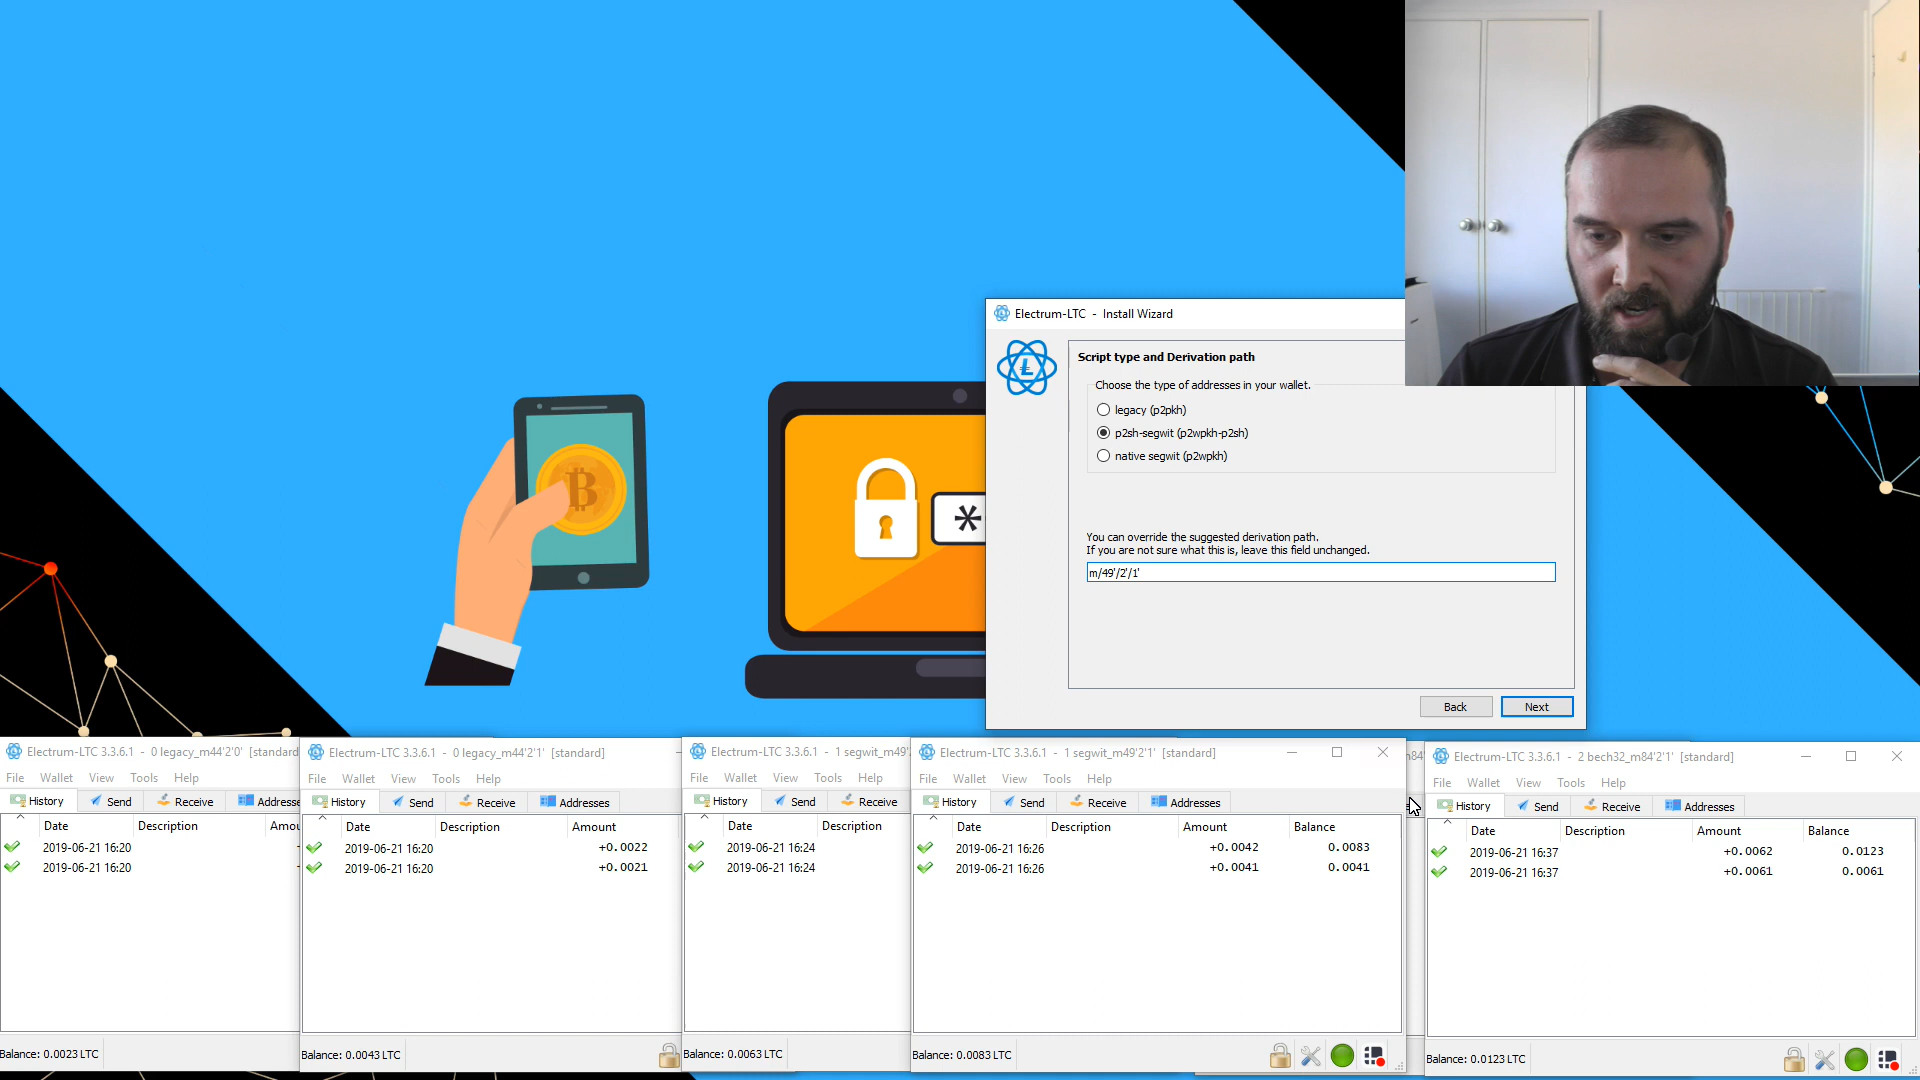 Electrum-LTC - Install Wizard
Script type and Derivation path
Choose the type of addresses in your wallet.
legacy (p2pkh)
p2sh-segwit (p2wpkh-p2sh)
native segwit (p2wpkh)
You can override the suggested derivation path.
If you are not sure what this is, leave this field unchanged.
m/49'/2'/1'
Back Next
Electrum-LTC 3.3.6.1 - 0 legacy_m44'2'0' [standard
File Wallet View Tools Help
History Send Receive Addresse
Date Description Amou
2019-06-21 16:20
2019-06-21 16:20
Balance: 0.0023 LTC
Electrum-LTC 3.3.6.1 - 0 legacy_m44'2'1' [standard]
File Wallet View Tools Help
History Send Receive Addresses
Date Description Amount
2019-06-21 16:20 +0.0022
2019-06-21 16:20 +0.0021
Balance: 0.0043 LTC
Electrum-LTC 3.3.6.1 - 1 segwit_m49'
File Wallet View Tools Help
History Send Receive
Date Description
2019-06-21 16:24
2019-06-21 16:24
Balance: 0.0063 LTC
Electrum-LTC 3.3.6.1 - 1 segwit_m49'2'1' [standard]
File Wallet View Tools Help
History Send Receive Addresses
Date Description Amount Balance
2019-06-21 16:26 +0.0042 0.0083
2019-06-21 16:26 +0.0041 0.0041
Balance: 0.0083 LTC
Electrum-LTC 3.3.6.1 - 2 bech32_m84'2'1' [standard]
File Wallet View Tools Help
History Send Receive Addresses
Date Description Amount Balance
2019-06-21 16:37 +0.0062 0.0123
2019-06-21 16:37 +0.0061 0.0061
Balance: 0.0123 LTC